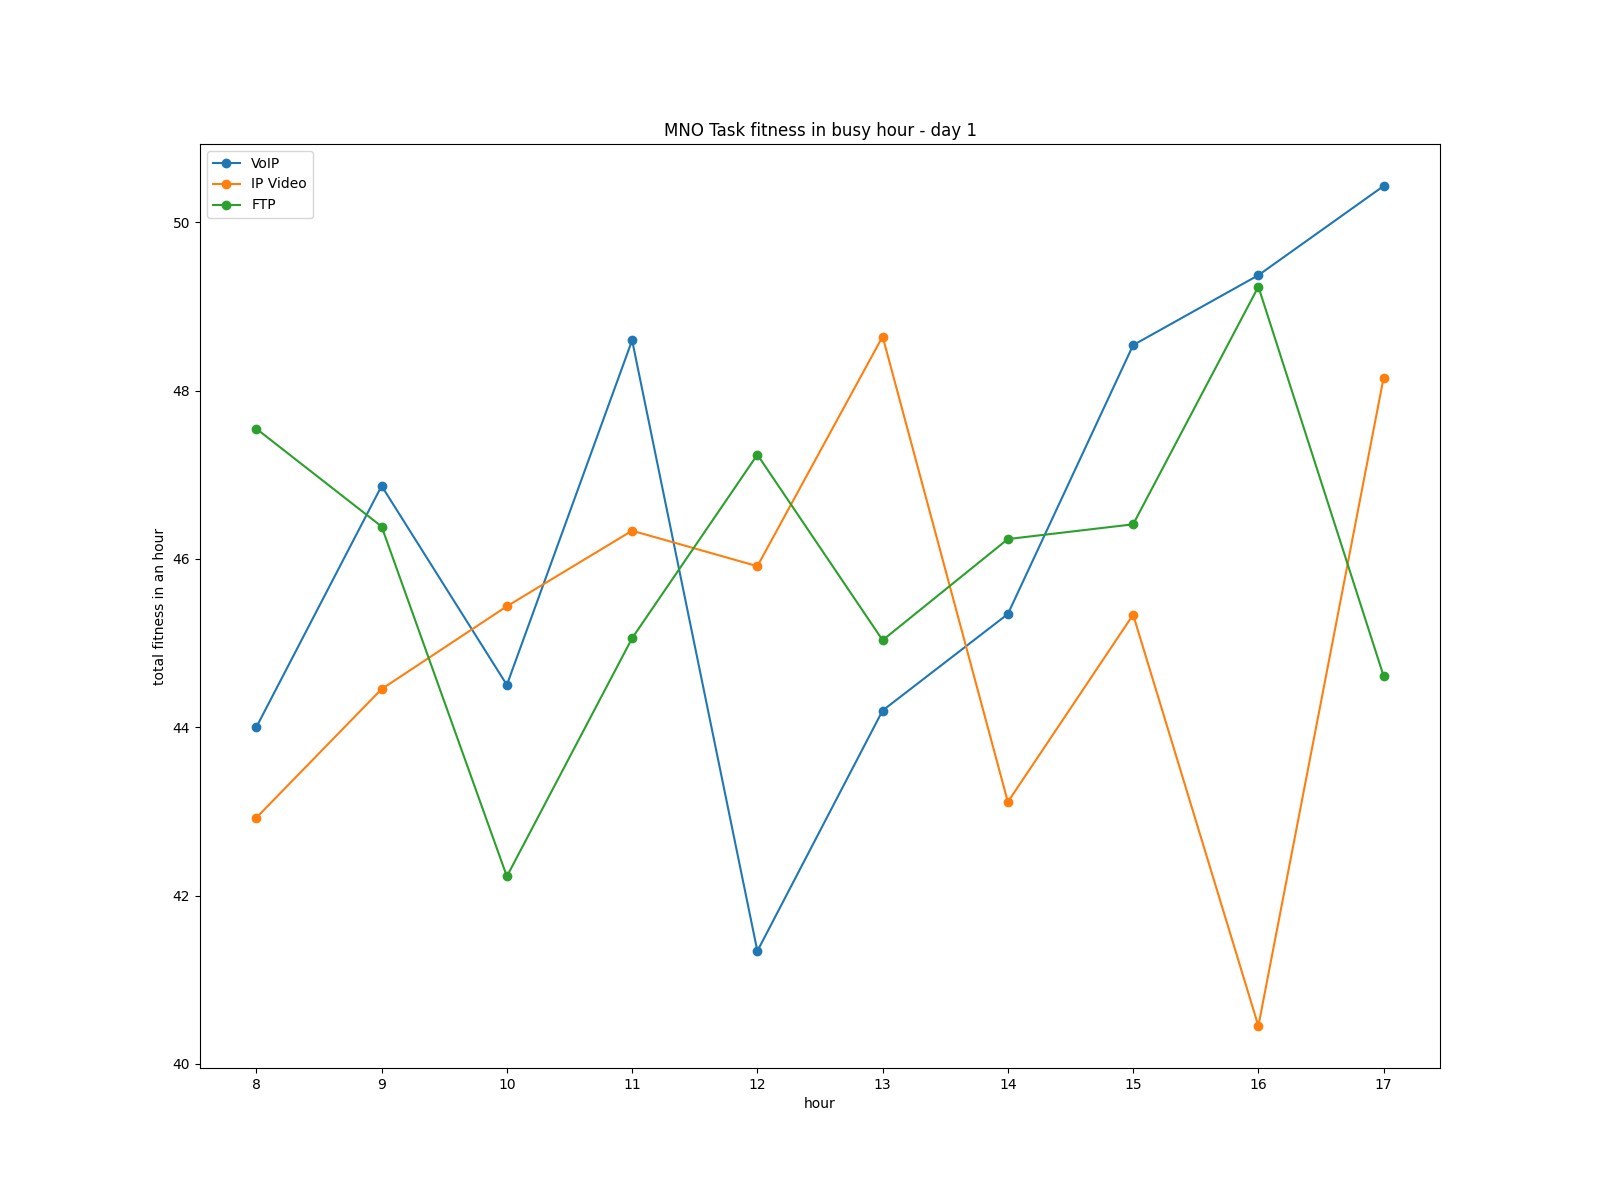 MNO Task fitness in busy hour - day 1
VoIP
IP Video
FTP
total fitness in an hour
50
48
46
44
42
40
8 9 10 11 12 13 14 15 16 17
hour